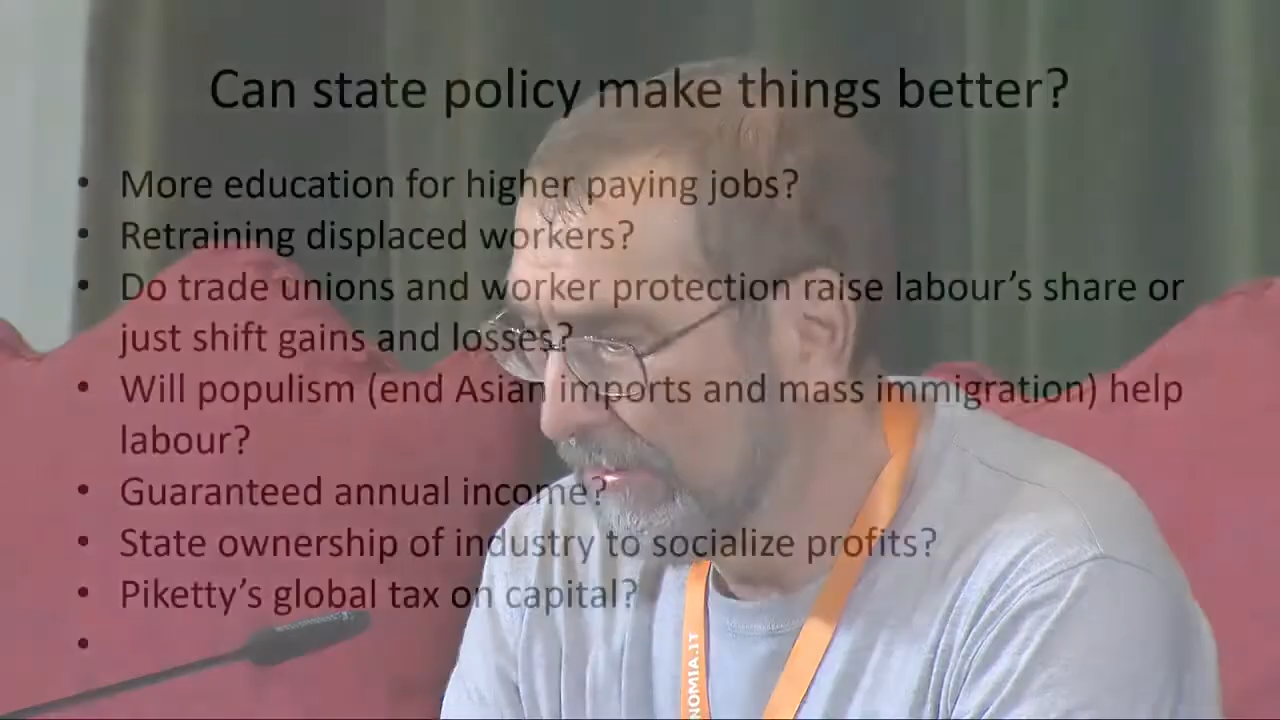 Can state policy make things better?
• More education for higher paying jobs?
• Retraining displaced workers?
• Do trade unions and worker protection raise labour’s share or
just shift gains and losses?
• Will populism (end Asian imports and mass immigration) help
labour?
• Guaranteed annual income?
• State ownership of industry to socialize profits?
• Piketty’s global tax on capital?
•
NOMIA.IT